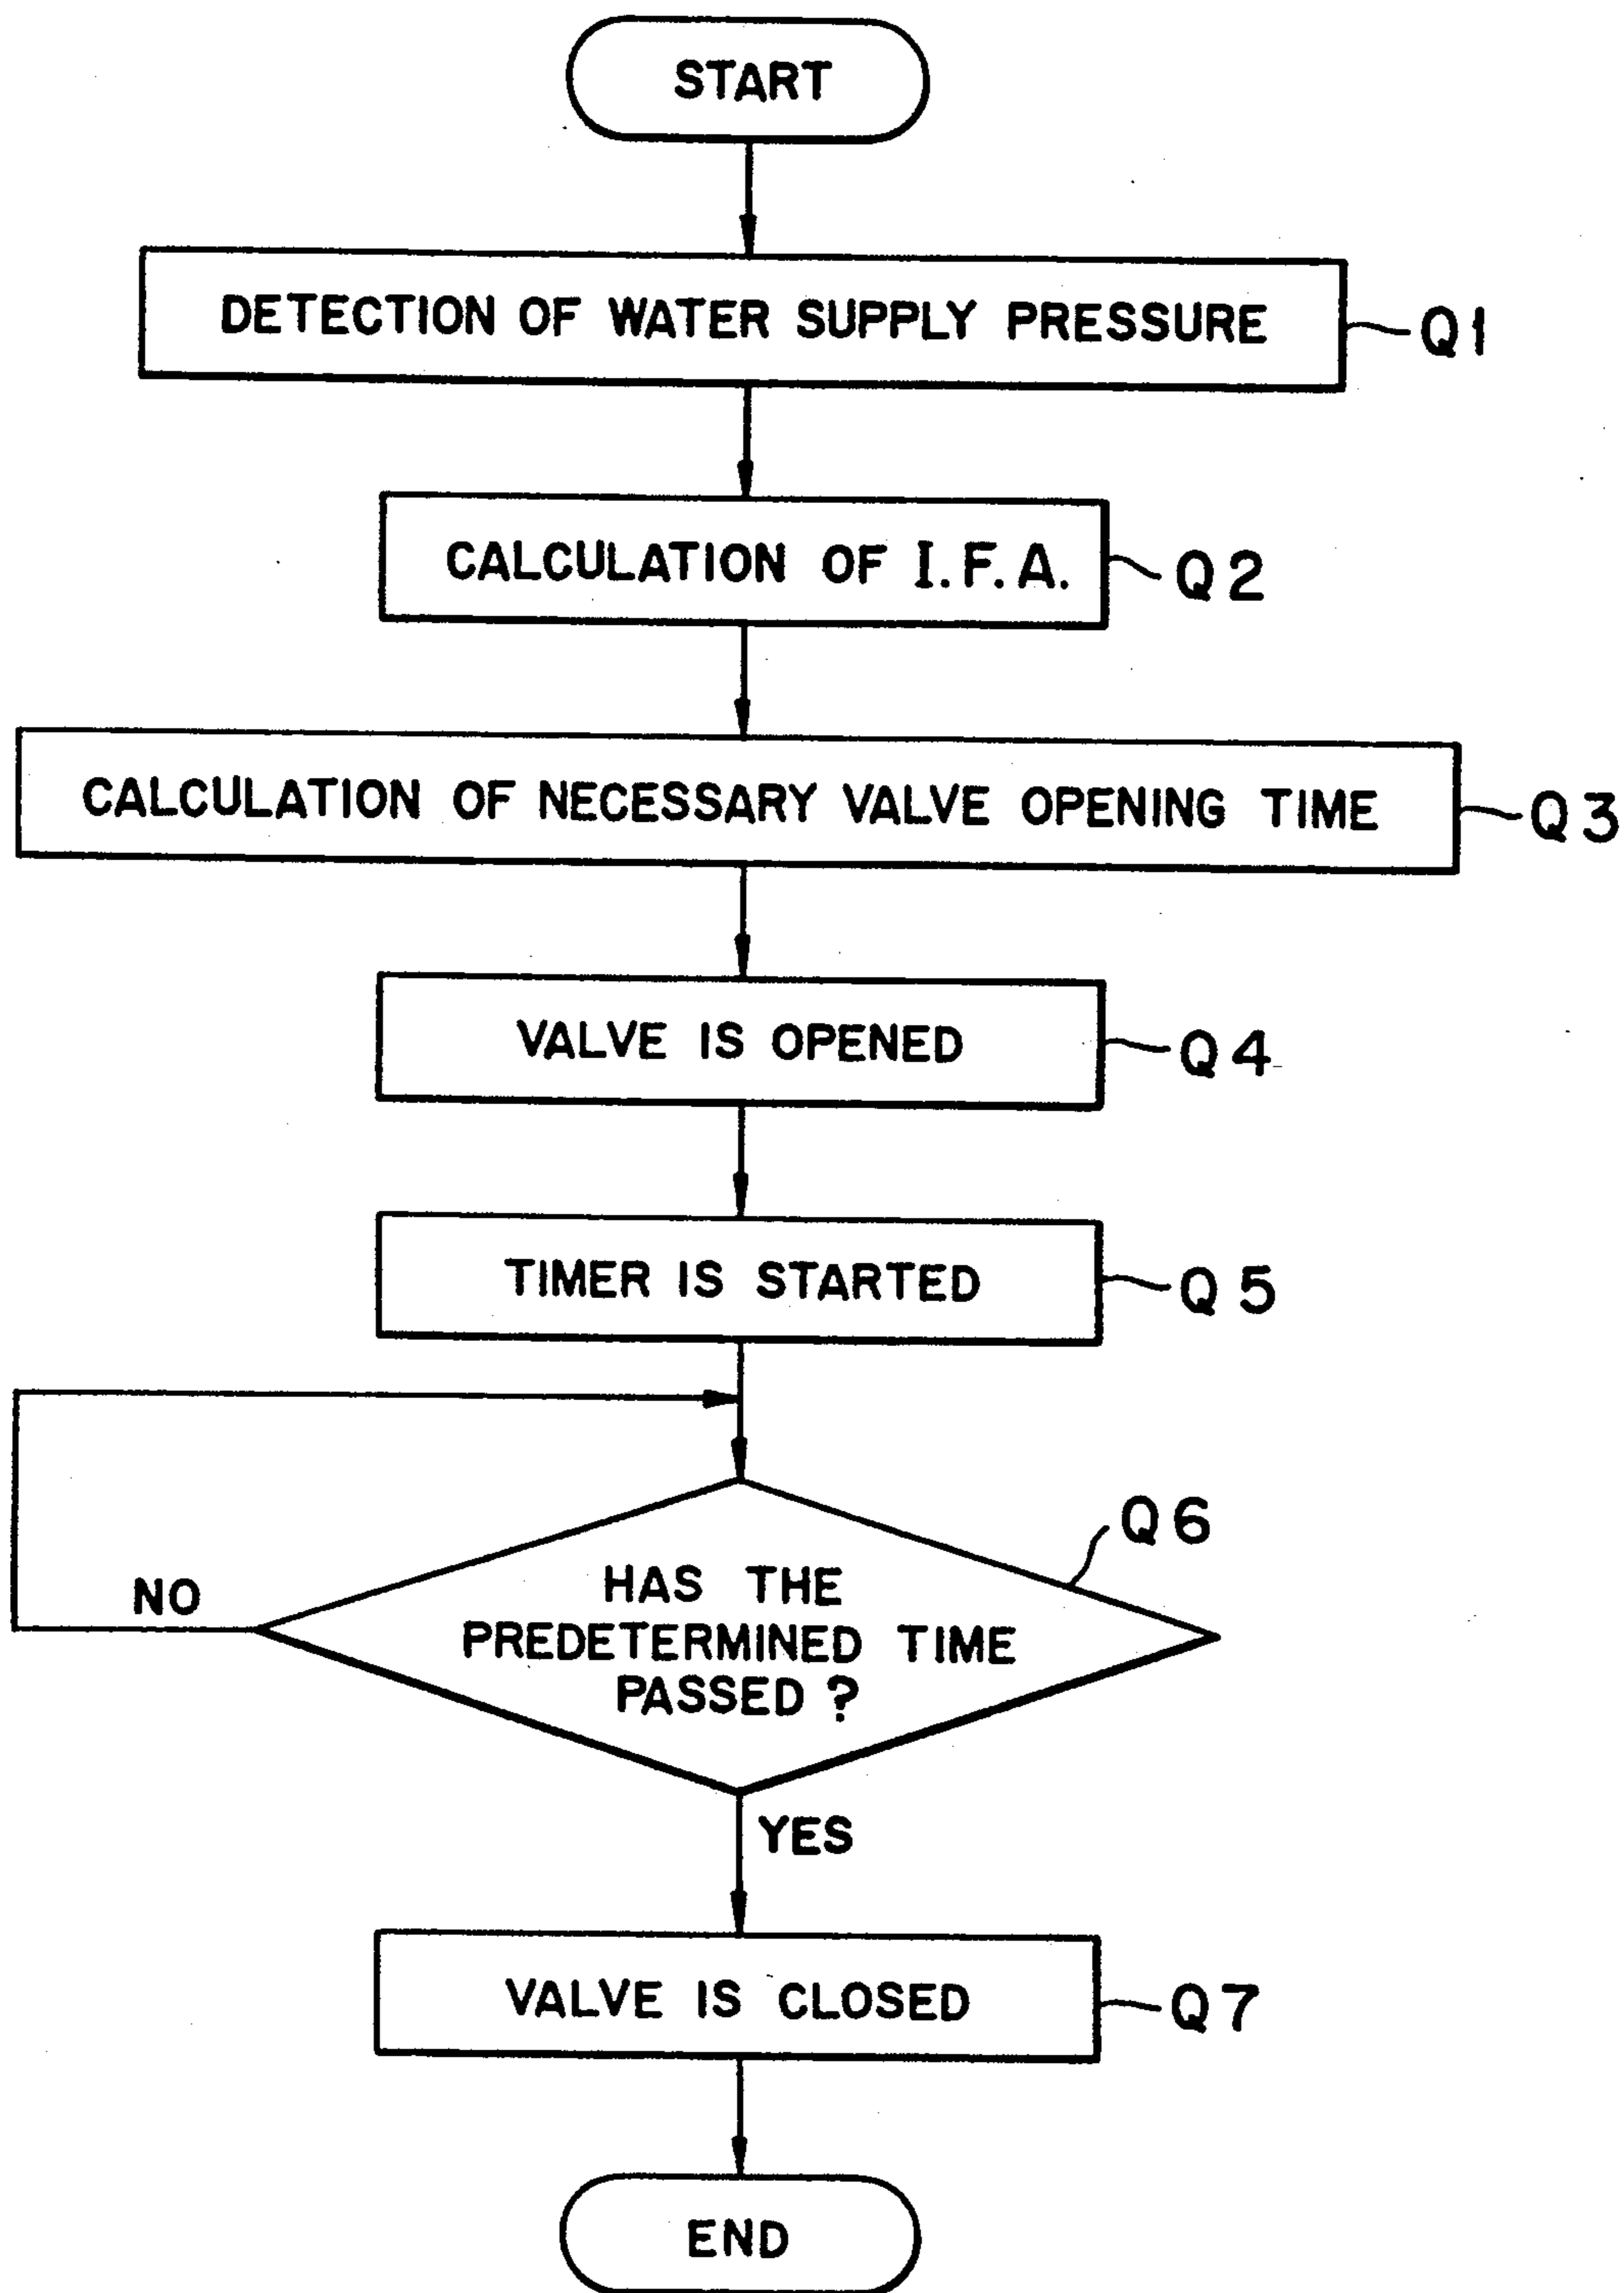 START
DETECTION OF WATER SUPPLY PRESSURE
Q1
CALCULATION OF I.F.A.
Q2
CALCULATION OF NECESSARY VALVE OPENING TIME
Q3
VALVE IS OPENED
Q4
TIMER IS STARTED
Q5
Q6
HAS THE
PREDETERMINED TIME
PASSED ?
NO
YES
VALVE IS CLOSED
Q7
END